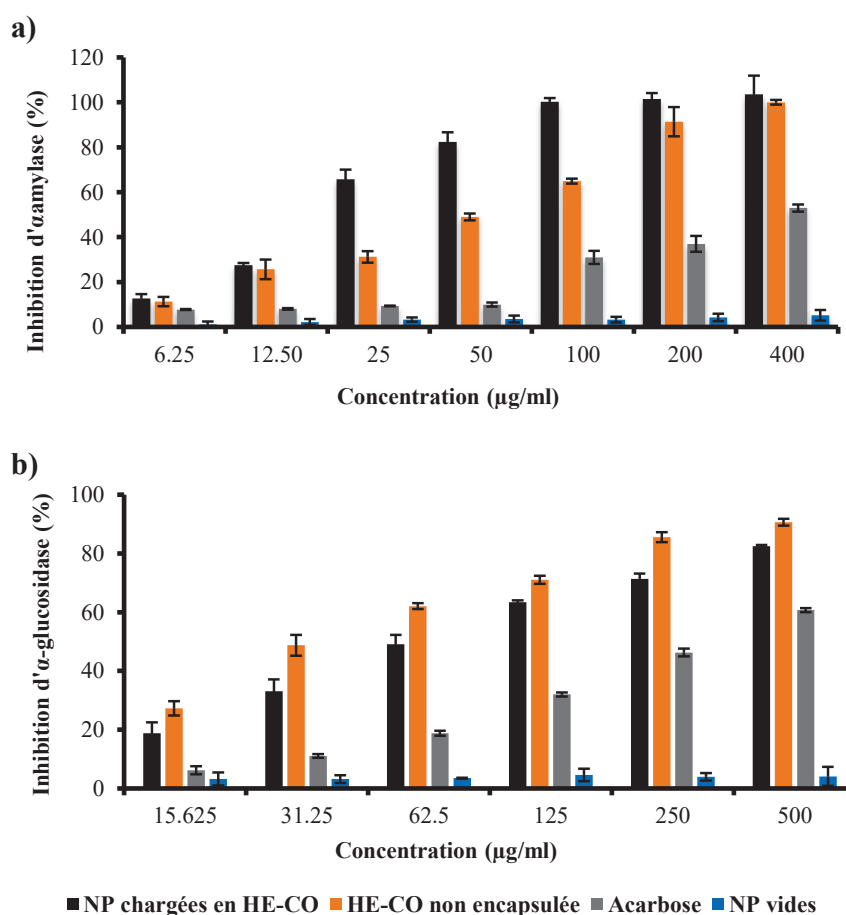 a)
Inhibition d'αamylase (%)
120
100
80
60
40
20
0
6.25 12.50 25 50 100 200 400
Concentration (µg/ml)
b)
Inhibition d'α-glucosidase (%)
100
80
60
40
20
0
15.625 31.25 62.5 125 250 500
Concentration (µg/ml)
NP chargées en HE-CO HE-CO non encapsulée Acarbose NP vides